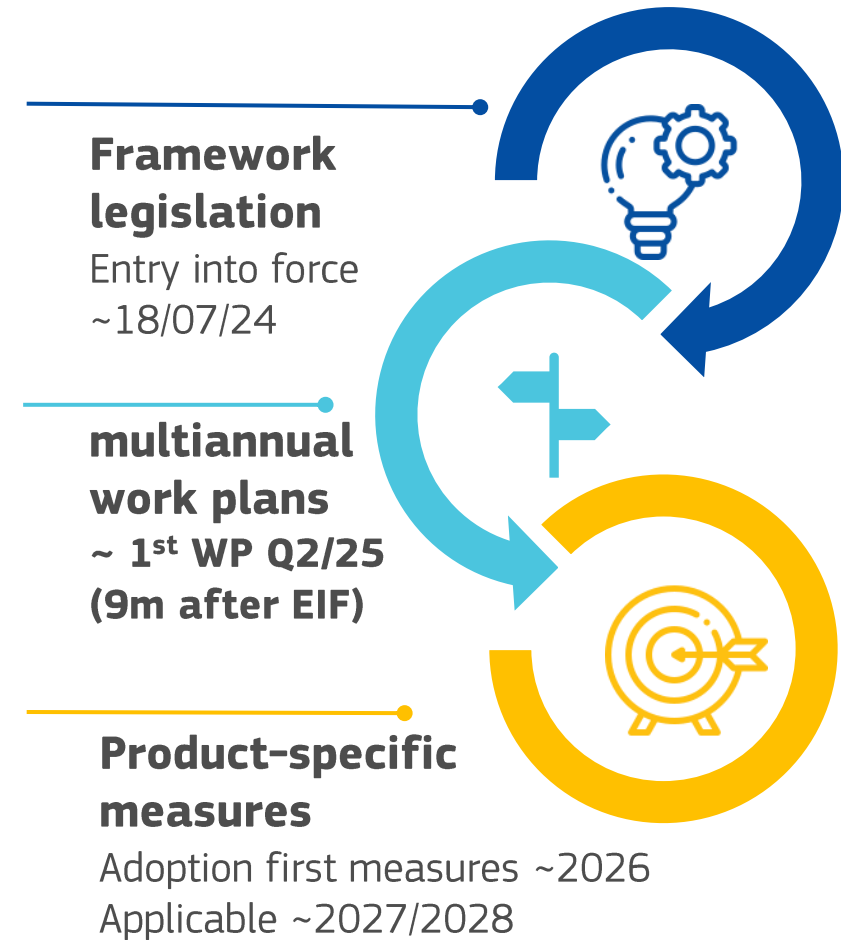 Framework
legislation
Entry into force
~18/07/24
multiannual
work plans
~ 1st WP Q2/25
(9m after EIF)
Product-specific
measures
Adoption first measures ~2026
Applicable ~2027/2028